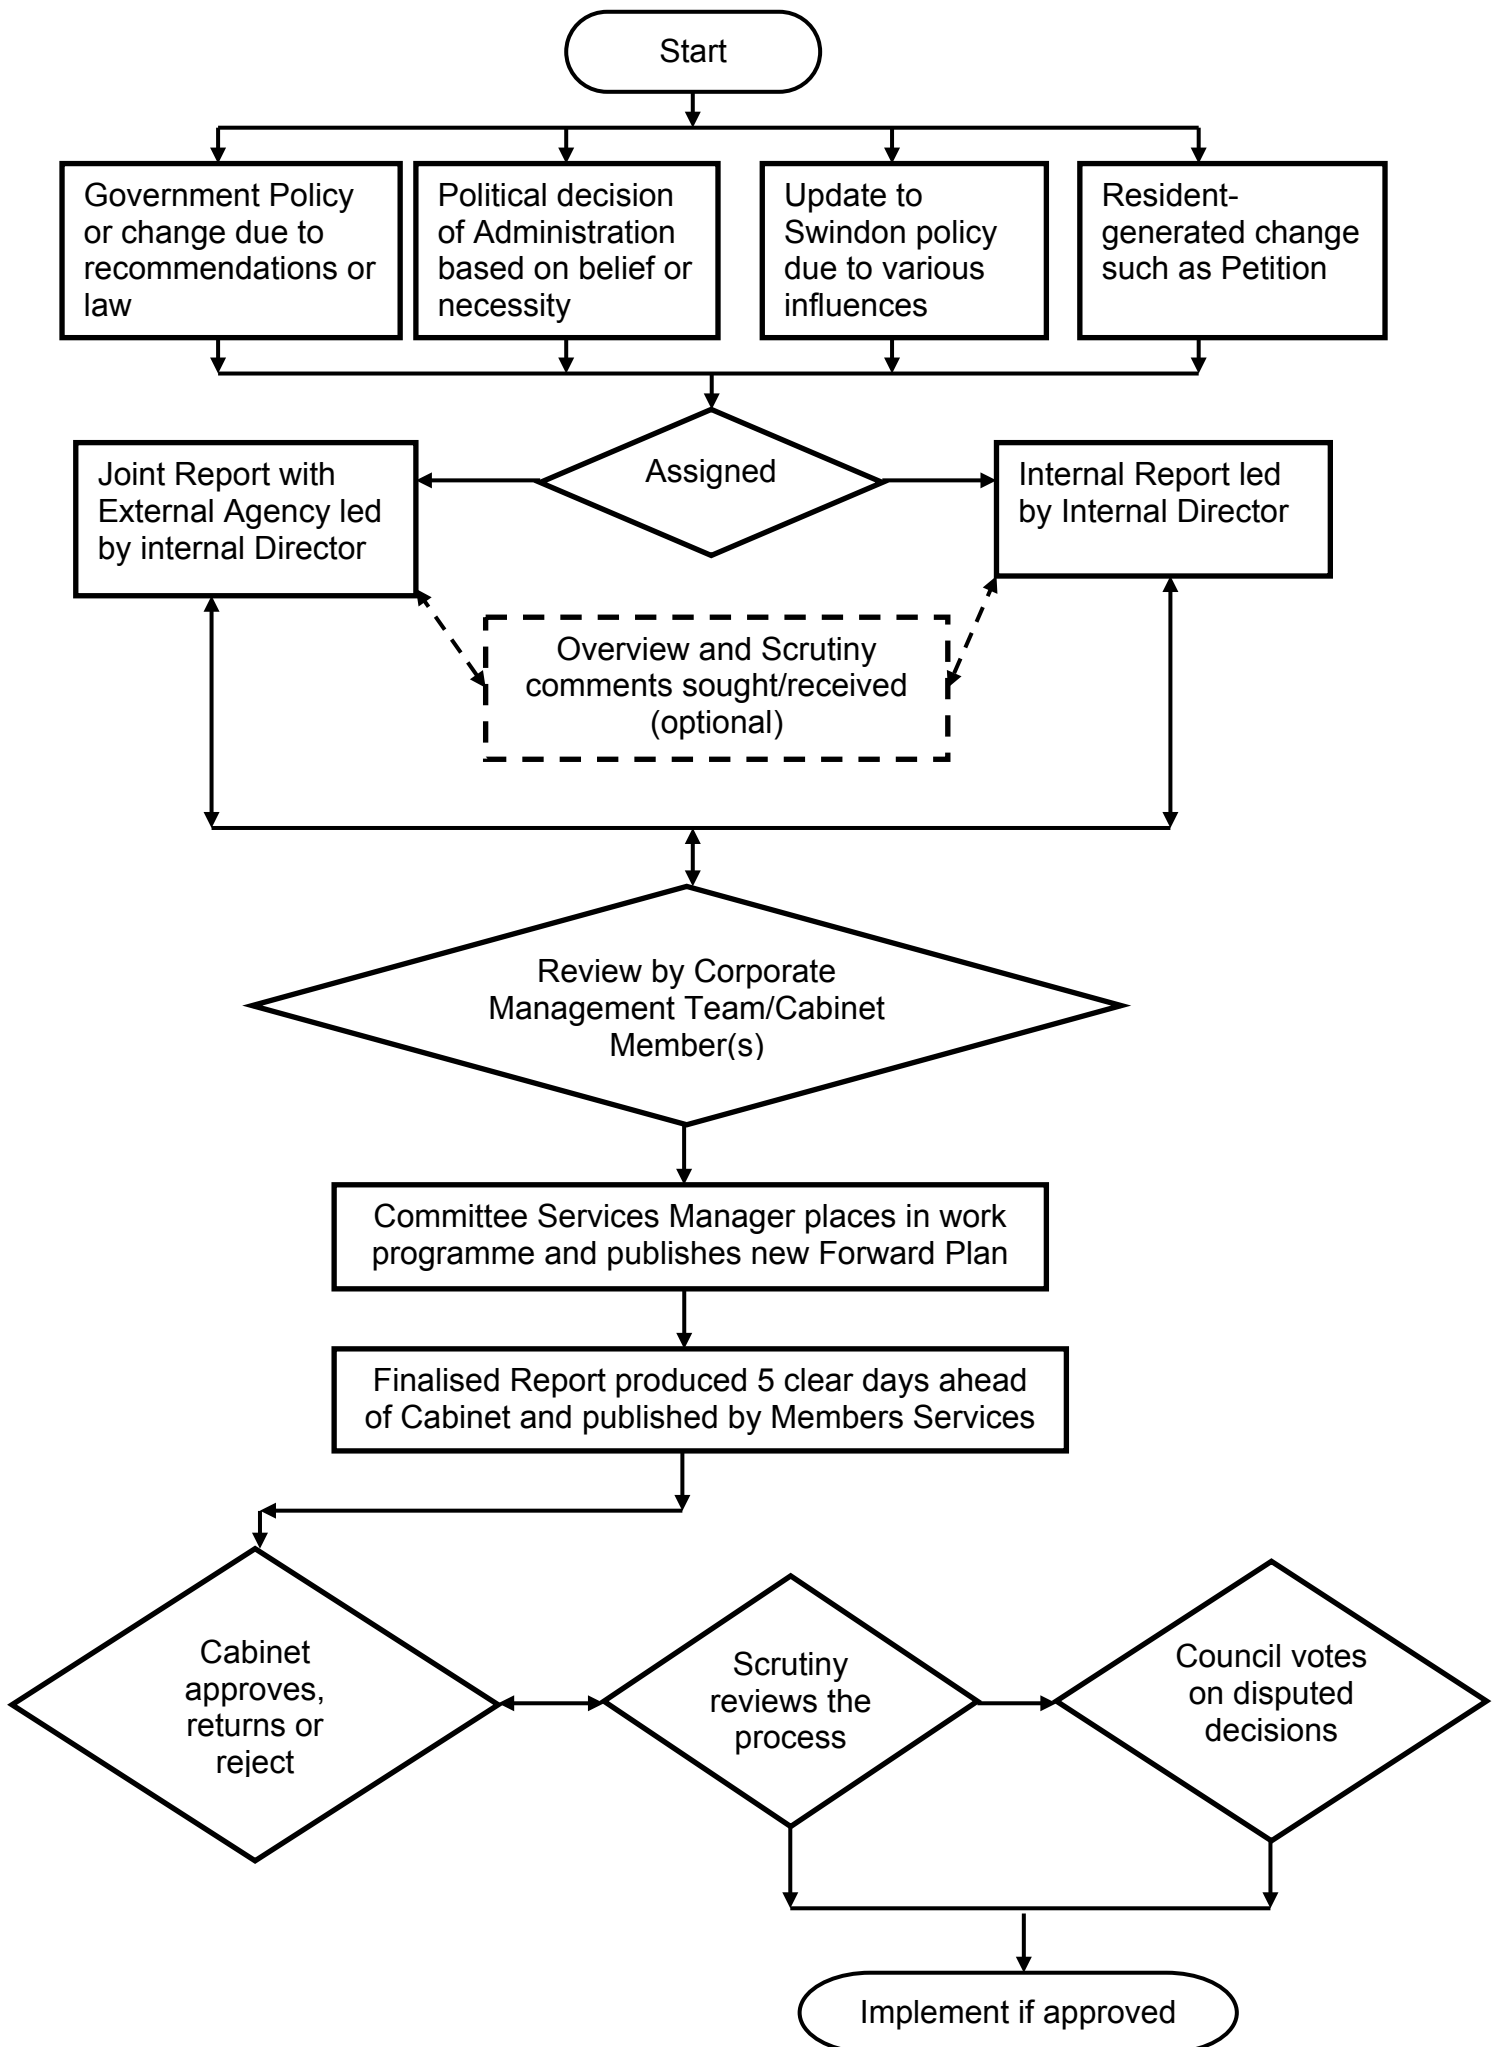 Start
Government Policy
or change due to
recommendations or
law
Political decision
of Administration
based on belief or
necessity
Update to
Swindon policy
due to various
influences
Resident-
generated change
such as Petition
Joint Report with
External Agency led
by internal Director
Assigned
Internal Report led
by Internal Director
Overview and Scrutiny
comments sought/received
(optional)
Review by Corporate
Management Team/Cabinet
Member(s)
Committee Services Manager places in work
programme and publishes new Forward Plan
Finalised Report produced 5 clear days ahead
of Cabinet and published by Members Services
Cabinet
approves,
returns or
reject
Scrutiny
reviews the
process
Council votes
on disputed
decisions
Implement if approved